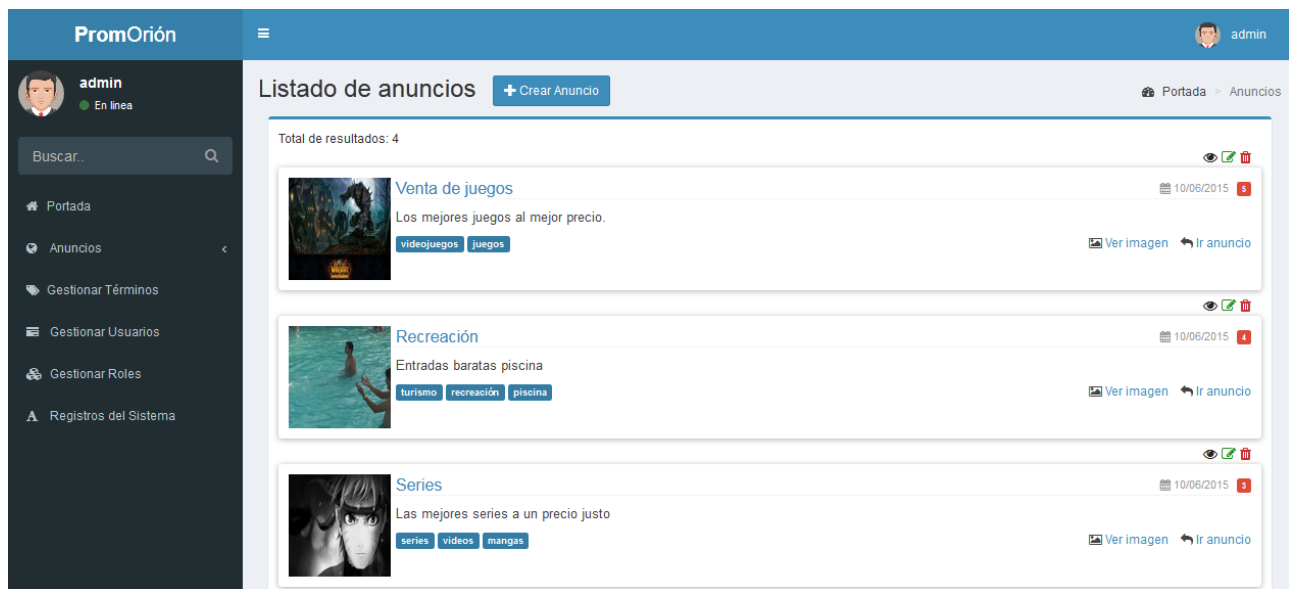 PromOrión
admin
admin
En linea
Buscar..
Portada
Anuncios
Gestionar Términos
Gestionar Usuarios
Gestionar Roles
Registros del Sistema
Listado de anuncios
Crear Anuncio
Portada > Anuncios
Total de resultados: 4
Venta de juegos
10/06/2015 5
Los mejores juegos al mejor precio.
videojuegos juegos
Ver imagen Ir anuncio
Recreación
10/06/2015 4
Entradas baratas piscina
turismo recreación piscina
Ver imagen Ir anuncio
Series
10/06/2015 3
Las mejores series a un precio justo
series videos mangas
Ver imagen Ir anuncio